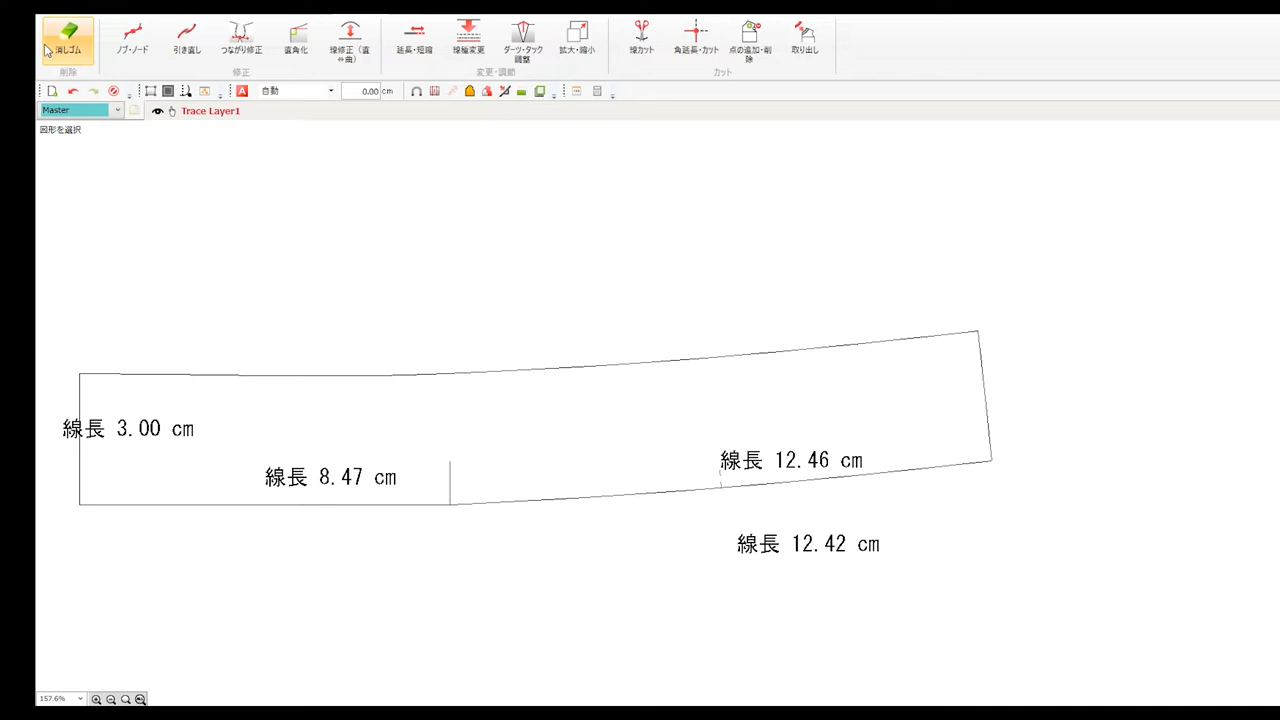 消しゴム
ノブ・ノード
引き直し
つながり修正
直角化
線修正（直
⇔曲）
延長・短縮
線種変更
ダーツ・タック
調整
拡大・縮小
線カット
角延長・カット
点の追加・削
除
取り出し
削除
修正
変更・調節
カット
A
自動
0.00 cm
Master
Trace Layer1
図形を選択
線長 3.00 cm
線長 8.47 cm
線長 12.46 cm
線長 12.42 cm
157.6%